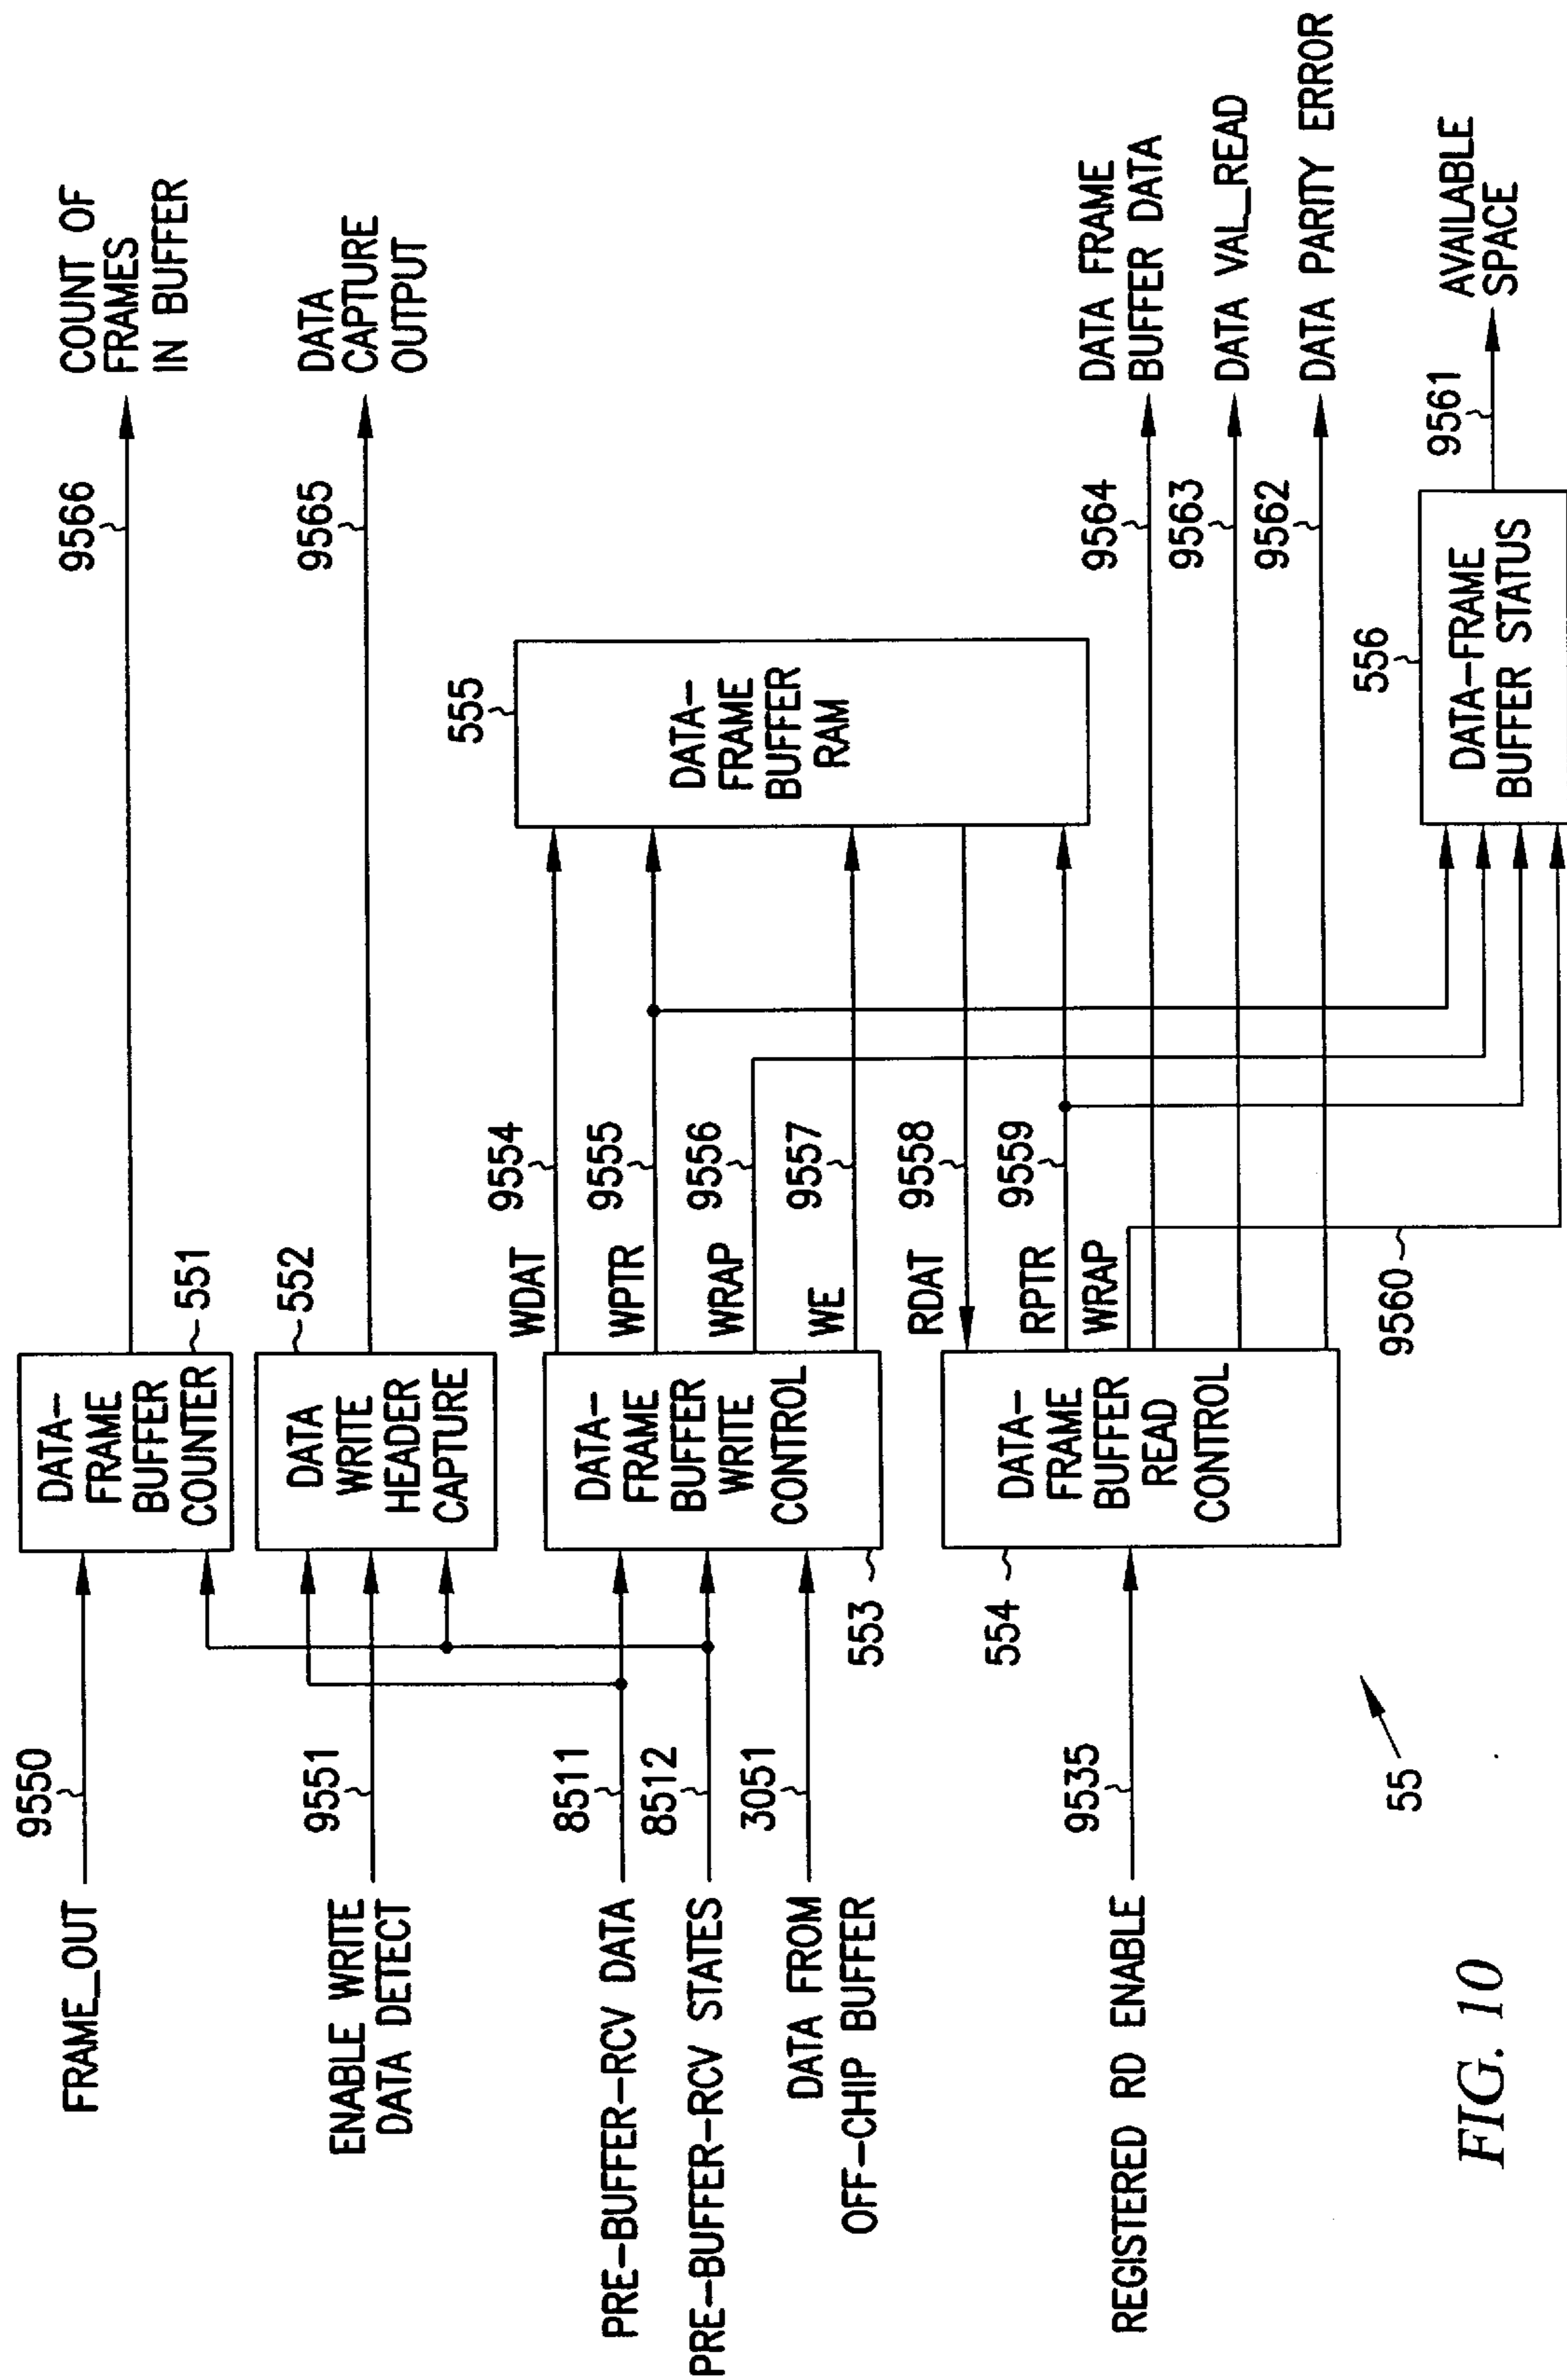 FRAME_OUT
9550
DATA-
FRAME
BUFFER
COUNTER
551
9566
COUNT OF
FRAMES
IN BUFFER
ENABLE WRITE
DATA DETECT
9551
DATA
WRITE
HEADER
CAPTURE
552
9565
DATA
CAPTURE
OUTPUT
PRE-BUFFER-RCV DATA
8511
PRE-BUFFER-RCV STATES
8512
DATA FROM
OFF-CHIP BUFFER
3051
DATA-
FRAME
BUFFER
WRITE
CONTROL
553
WDAT
9554
WPTR
9555
WRAP
9556
WE
9557
555
DATA-
FRAME
BUFFER
RAM
REGISTERED RD ENABLE
9535
554
DATA-
FRAME
BUFFER
READ
CONTROL
RDAT
9558
RPTR
9559
WRAP
9560
9564
DATA FRAME
BUFFER DATA
9563
DATA VAL_READ
9562
DATA PARITY ERROR
556
DATA-FRAME
BUFFER STATUS
9561
AVAILABLE
SPACE
55
FIG. 10